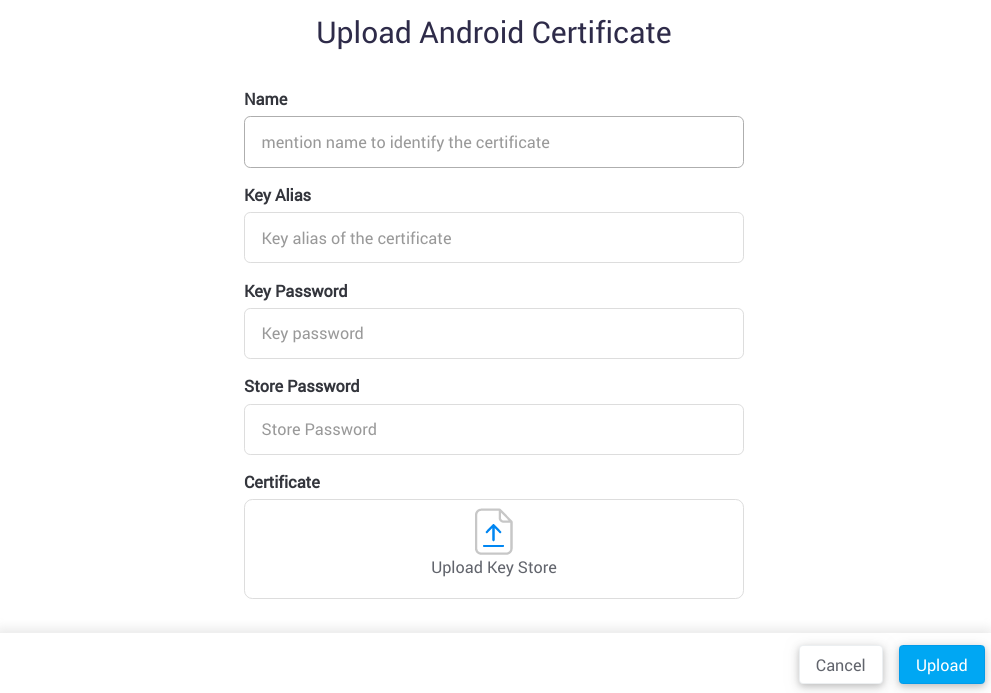 Upload Android Certificate
Name
mention name to identify the certificate
Key Alias
Key alias of the certificate
Key Password
Key password
Store Password
Store Password
Certificate
Upload Key Store
Cancel
Upload